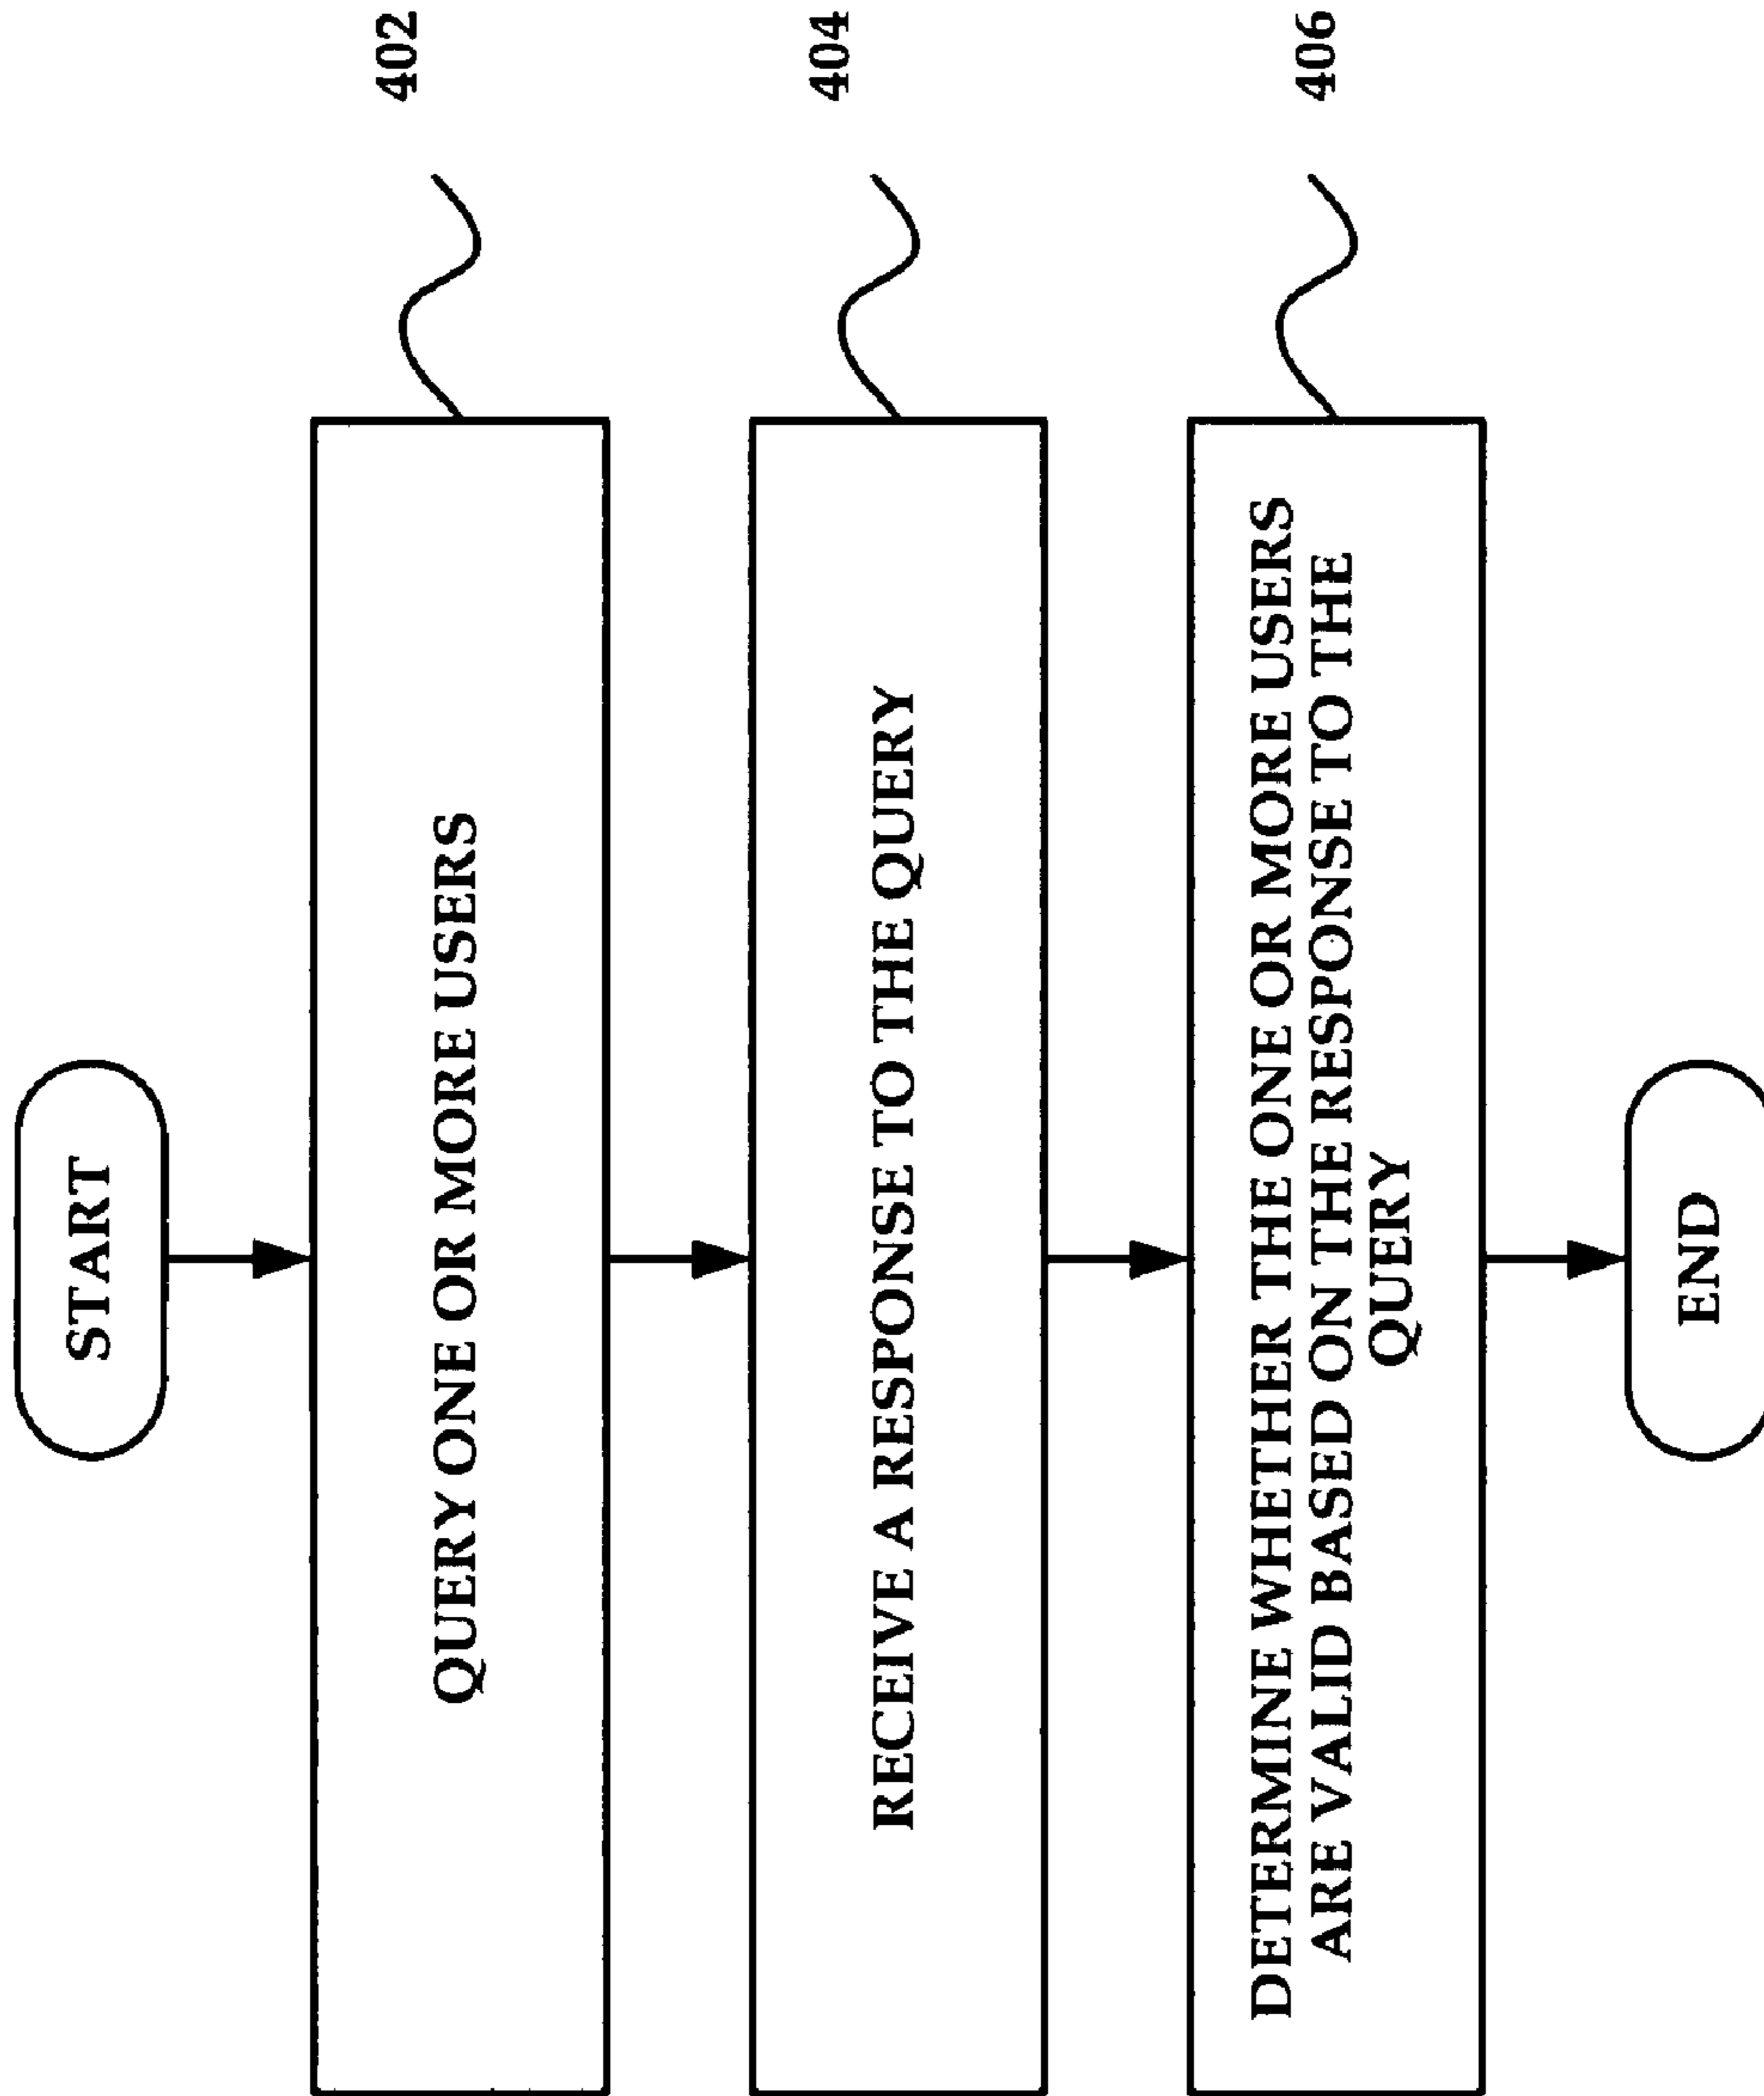 START
QUERY ONE OR MORE USERS
402
RECEIVE A RESPONSE TO THE QUERY
404
DETERMINE WHETHER THE ONE OR MORE USERS
ARE VALID BASED ON THE RESPONSE TO THE
QUERY
406
END